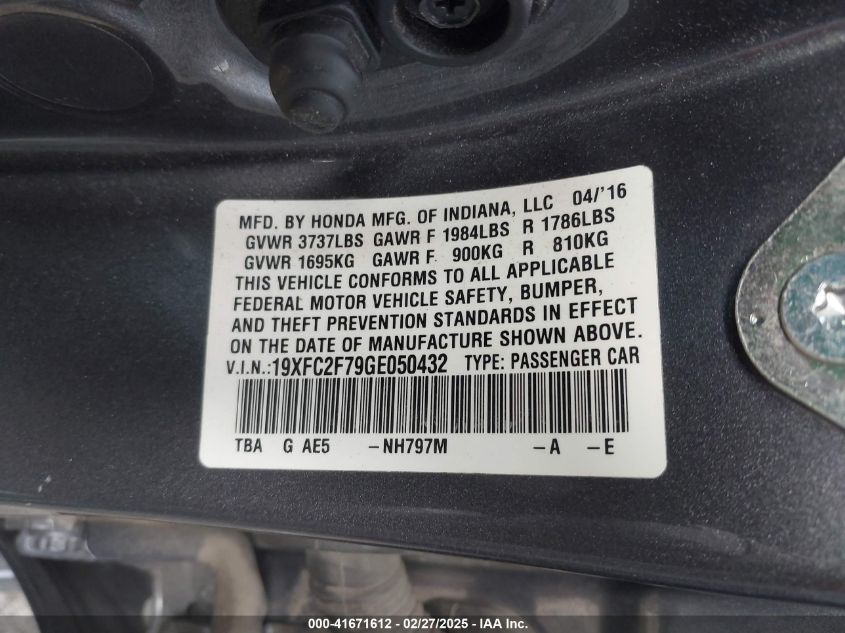 MFD. BY HONDA MFG. OF INDIANA, LLC 04/'16
GVWR 3737LBS GAWR F 1984LBS R 1786LBS
GVWR 1695KG GAWR F. 900KG R 810KG
THIS VEHICLE CONFORMS TO ALL APPLICABLE
FEDERAL MOTOR VEHICLE SAFETY, BUMPER,
AND THEFT PREVENTION STANDARDS IN EFFECT
ON THE DATE OF MANUFACTURE SHOWN ABOVE.
V.I.N.:19XFC2F79GE050432 TYPE: PASSENGER CAR
TBA G AE5 -NH797M -A -E
000-41671612 - 02/27/2025 - IAA Inc.